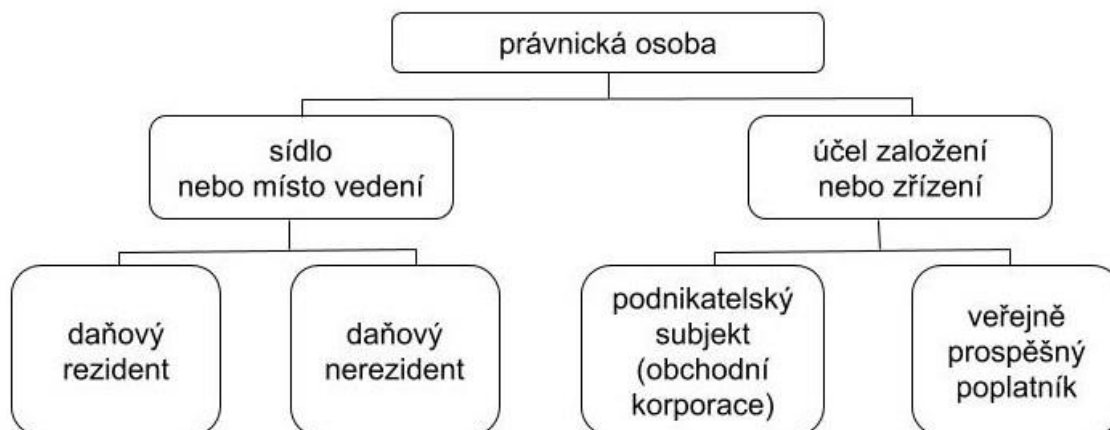 právnická osoba
sídlo
nebo místo vedení
účel založení
nebo zřízení
daňový
rezident
daňový
nerezident
podnikatelský
subjekt
(obchodní
korporace)
veřejně
prospěšný
poplatník